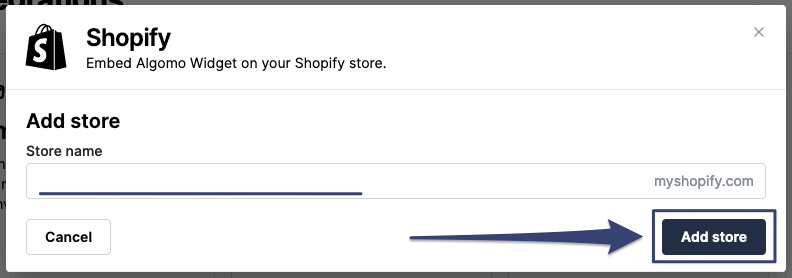 Shopify
Embed Algomo Widget on your Shopify store.
Add store
Store name
myshopify.com
Cancel
Add store